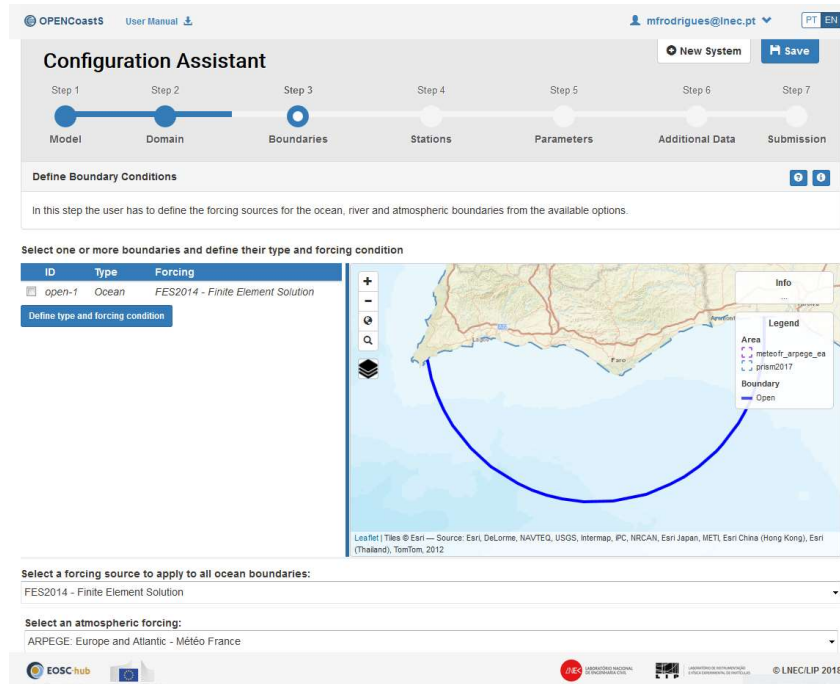 OPENCoastS
User Manual
mfrodrigues@lnec.pt
PT EN
Configuration Assistant
New System
Save
Step 1 Step 2 Step 3 Step 4 Step 5 Step 6 Step 7
Model Domain Boundaries Stations Parameters Additional Data Submission
Define Boundary Conditions
In this step the user has to define the forcing sources for the ocean, river and atmospheric boundaries from the available options.
Select one or more boundaries and define their type and forcing condition
ID Type Forcing
open-1 Ocean FES2014 - Finite Element Solution
Define type and forcing condition
+
−
Info
...
Legend
Area
meteofr_arpege_ea
prism2017
Boundary
Open
Faro
Leaflet | Tiles © Esri — Source: Esri, DeLorme, NAVTEQ, USGS, Intermap, iPC, NRCAN, Esri Japan, METI, Esri China (Hong Kong), Esri
(Thailand), TomTom, 2012
Select a forcing source to apply to all ocean boundaries:
FES2014 - Finite Element Solution
Select an atmospheric forcing:
ARPEGE: Europe and Atlantic - Météo France
EOSC-hub
LNEC
LABORATÓRIO NACIONAL
DE ENGENHARIA CIVIL
LIP
© LNEC/LIP 2018